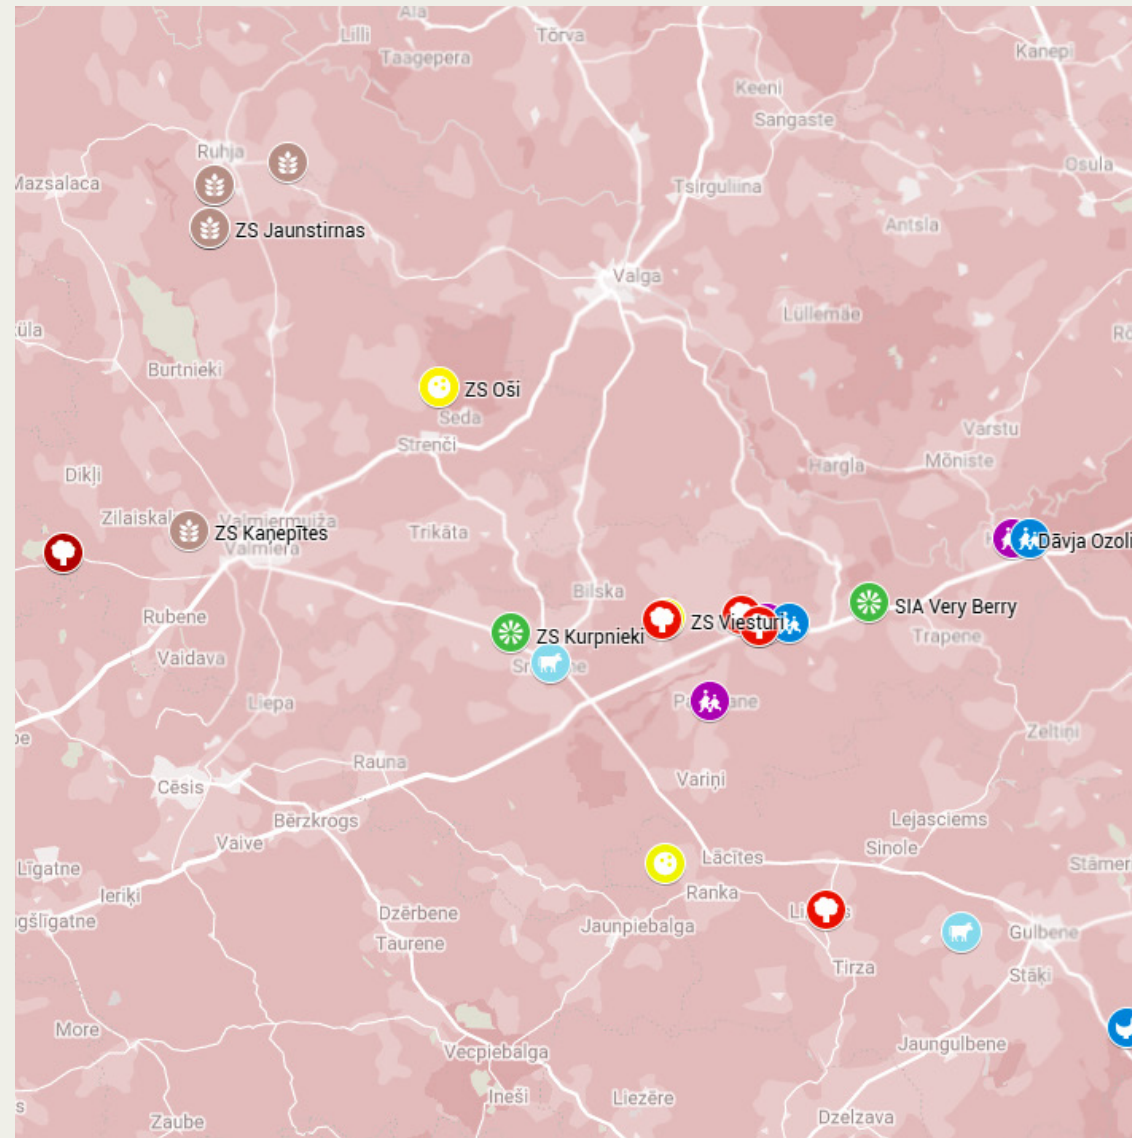 Ala
Lilli
Tõrva
Taagepera
Kanepi
Keeni
Sangaste
Ruhja
Osula
Mazsalaca
Tsirguliina
Antsla
ZS Jaunstirnas
Valga
Lüllemäe
Burtnieki
ZS Oši
Seda
Strenči
Varstu
Hargla
Mõniste
Dikļi
ZS Kaņepītes
Valmiermuiža
Valmiera
Trikāta
Dāvja Ozoli
Bilska
Rubene
ZS Kurpnieki
ZS Viesturi
SIA Very Berry
Trapene
Vaidava
Liepa
Zeltiņi
Rauna
Variņi
Cēsis
Bērzkrogs
Lejasciems
Vaive
Sinole
Lācītes
Līgatne
Ieriķi
Ranka
Dzērbene
Jaunpiebalga
Gulbene
Taurene
Tirza
Stāķi
More
Vecpiebalga
Jaungulbene
Ineši
Liezēre
Zaube
Dzelzava